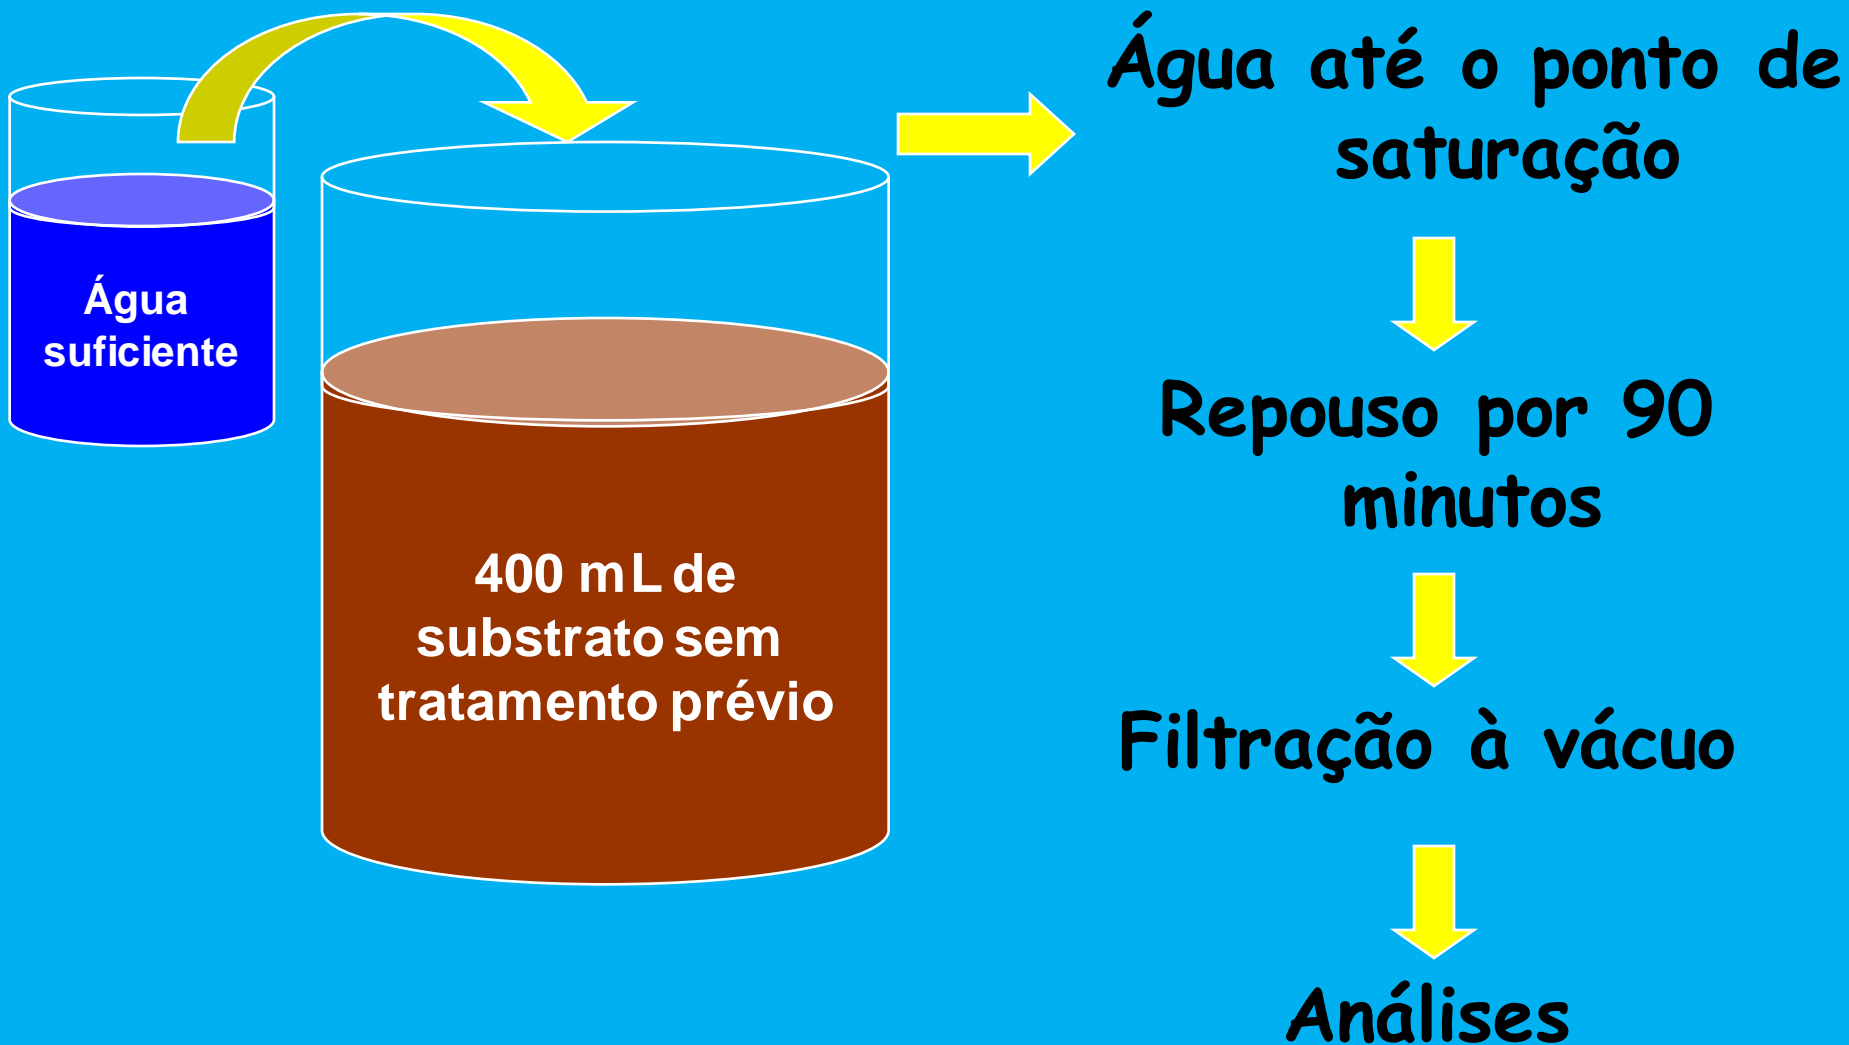 Água
suficiente
400 mL de
substrato sem
tratamento prévio
Água até o ponto de
saturação
Repouso por 90
minutos
Filtração à vácuo
Análises